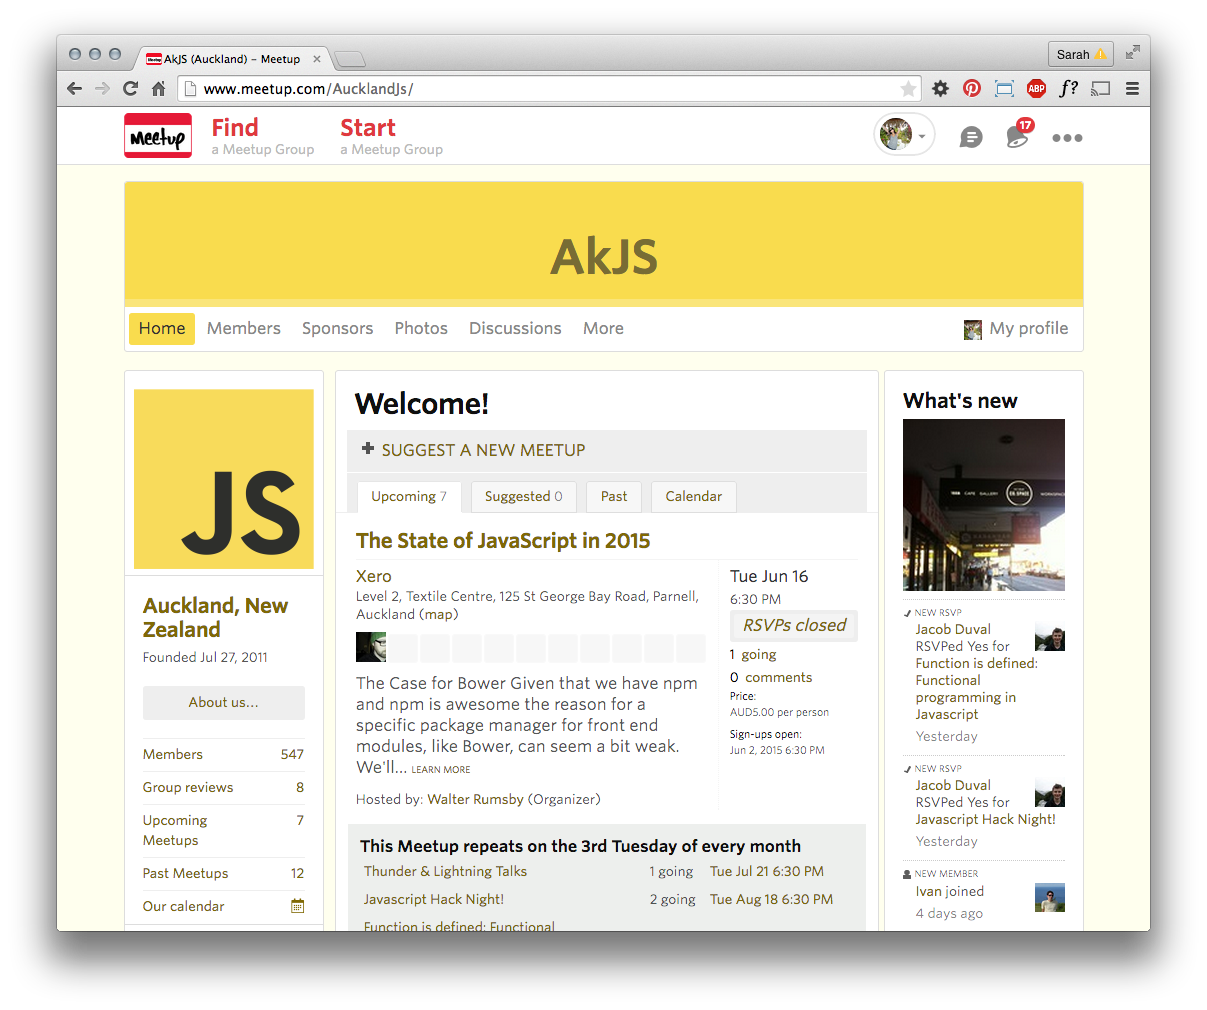 AkJS (Auckland) – Meetup
Sarah
www.meetup.com/AucklandJs/
ABP
f?
Meetup
Find
a Meetup Group
Start
a Meetup Group
17
AkJS
Home Members Sponsors Photos Discussions More
My profile
JS
Auckland, New
Zealand
Founded Jul 27, 2011
About us...
Members 547
Group reviews 8
Upcoming
Meetups 7
Past Meetups 12
Our calendar
Welcome!
SUGGEST A NEW MEETUP
Upcoming 7 Suggested 0 Past Calendar
The State of JavaScript in 2015
Xero
Level 2, Textile Centre, 125 St George Bay Road, Parnell,
Auckland (map)
The Case for Bower Given that we have npm
and npm is awesome the reason for a
specific package manager for front end
modules, like Bower, can seem a bit weak.
We'll... LEARN MORE
Hosted by: Walter Rumsby (Organizer)
Tue Jun 16
6:30 PM
RSVPs closed
1 going
0 comments
Price:
AUD5.00 per person
Sign-ups open:
Jun 2, 2015 6:30 PM
This Meetup repeats on the 3rd Tuesday of every month
Thunder & Lightning Talks 1 going Tue Jul 21 6:30 PM
Javascript Hack Night! 2 going Tue Aug 18 6:30 PM
Function is defined: Functional
What's new
CAFE GALLERY
NEW RSVP
Jacob Duval
RSVPed Yes for
Function is defined:
Functional
programming in
Javascript
Yesterday
NEW RSVP
Jacob Duval
RSVPed Yes for
Javascript Hack Night!
Yesterday
NEW MEMBER
Ivan joined
4 days ago